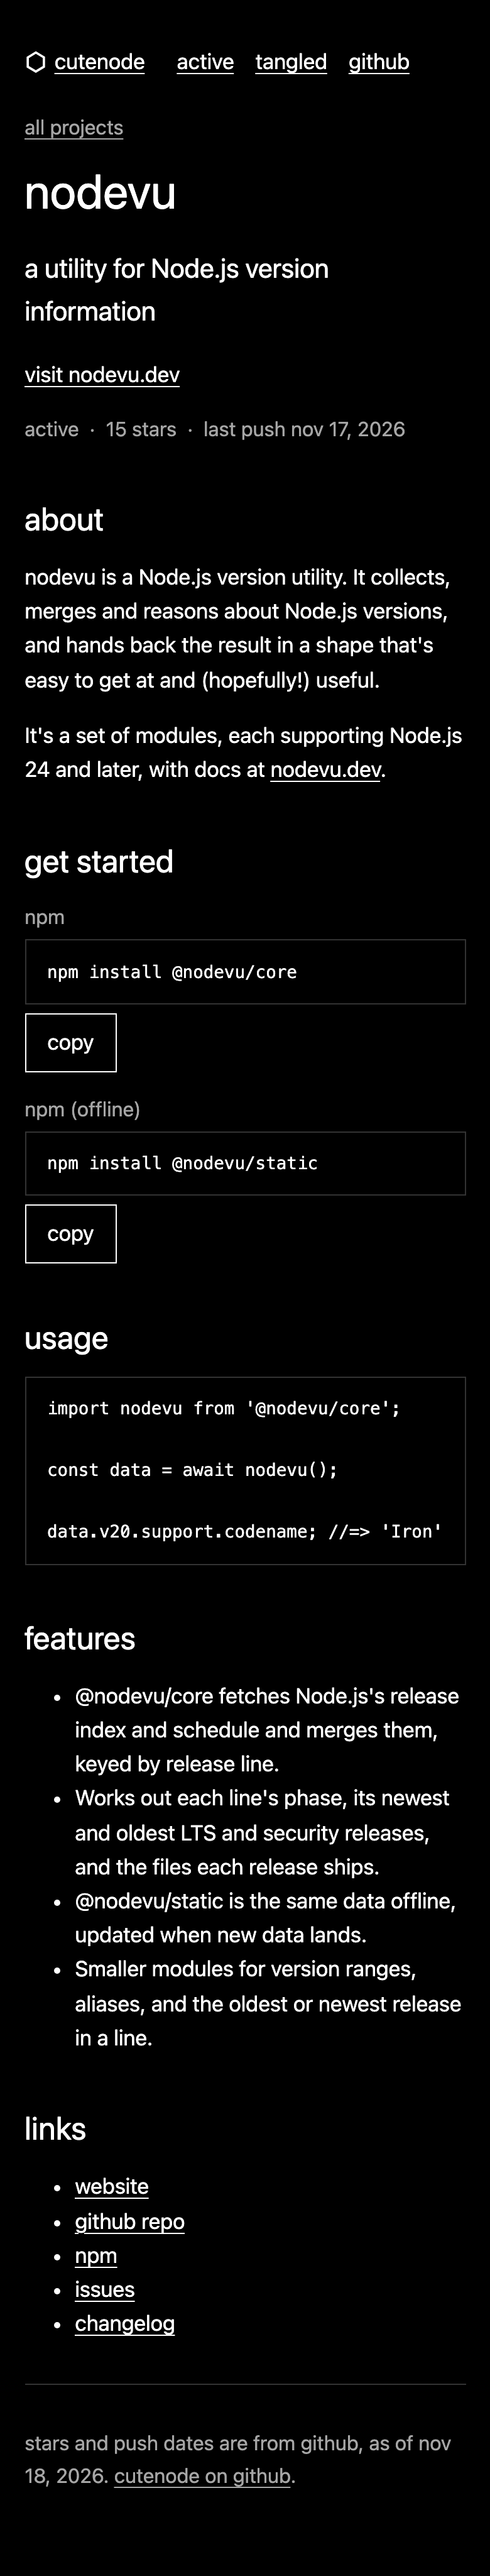 cutenode active tangled github
all projects
nodevu
a utility for Node.js version
information
visit nodevu.dev
active · 15 stars · last push nov 17, 2026
about
nodevu is a Node.js version utility. It collects,
merges and reasons about Node.js versions,
and hands back the result in a shape that's
easy to get at and (hopefully!) useful.
It's a set of modules, each supporting Node.js
24 and later, with docs at nodevu.dev.
get started
npm
npm install @nodevu/core
copy
npm (offline)
npm install @nodevu/static
copy
usage
import nodevu from '@nodevu/core';
const data = await nodevu();
data.v20.support.codename; //=> 'Iron'
features
• @nodevu/core fetches Node.js's release
index and schedule and merges them,
keyed by release line.
• Works out each line's phase, its newest
and oldest LTS and security releases,
and the files each release ships.
• @nodevu/static is the same data offline,
updated when new data lands.
• Smaller modules for version ranges,
aliases, and the oldest or newest release
in a line.
links
• website
• github repo
• npm
• issues
• changelog
stars and push dates are from github, as of nov
18, 2026. cutenode on github.